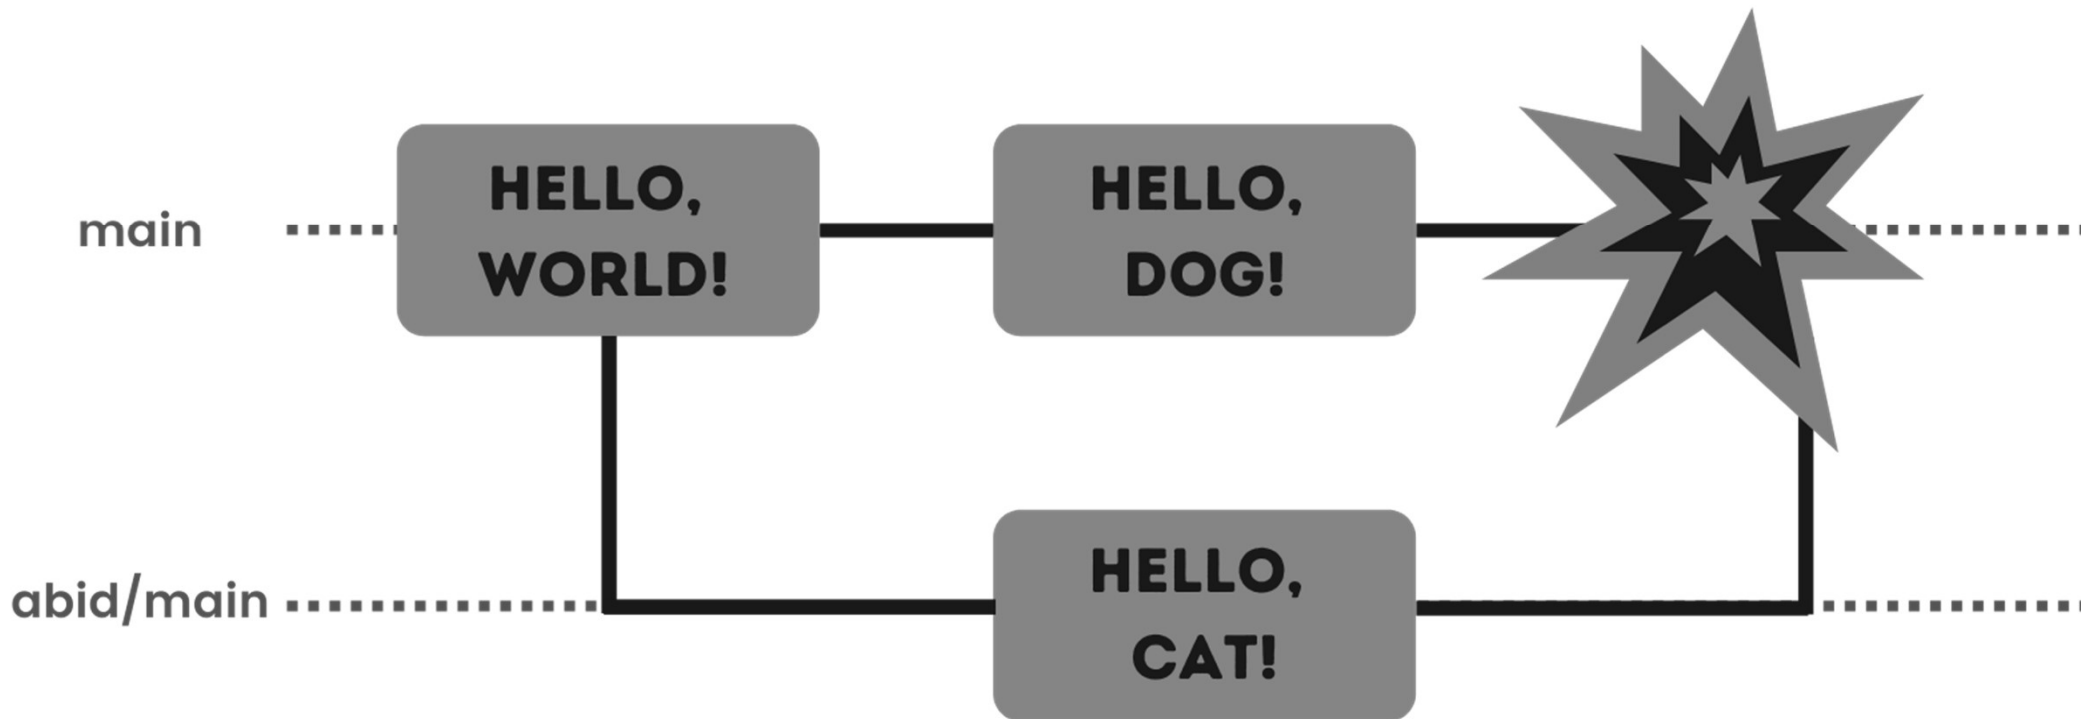 main
HELLO,
WORLD!
HELLO,
DOG!
abid/main
HELLO,
CAT!